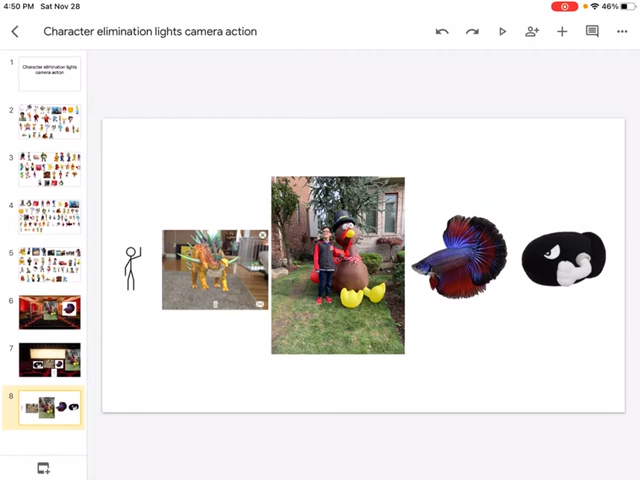 4:50 PM Sat Nov 28
46%
Character elimination lights camera action
1
Character elimination lights
camera action
2
3
4
5
6
7
8